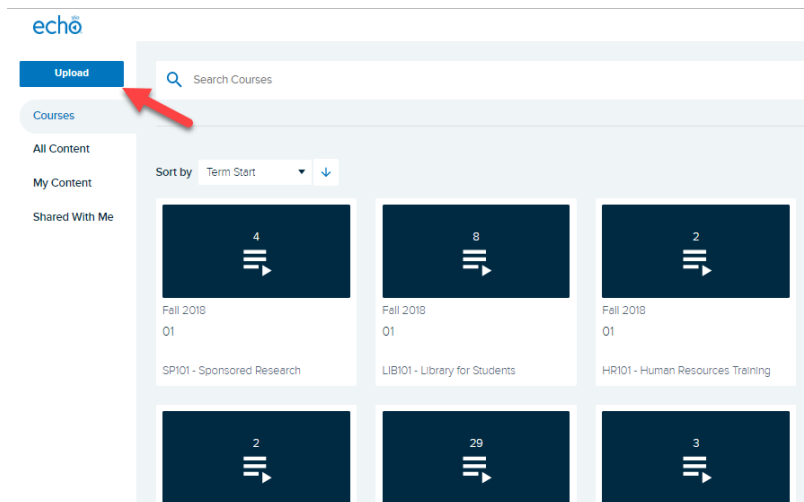 echo
360
Upload
Search Courses
Courses
All Content
My Content
Shared With Me
Sort by Term Start
4
8
2
Fall 2018
Fall 2018
Fall 2018
01
01
01
SP101 - Sponsored Research
LIB101 - Library for Students
HR101 - Human Resources Training
2
29
3